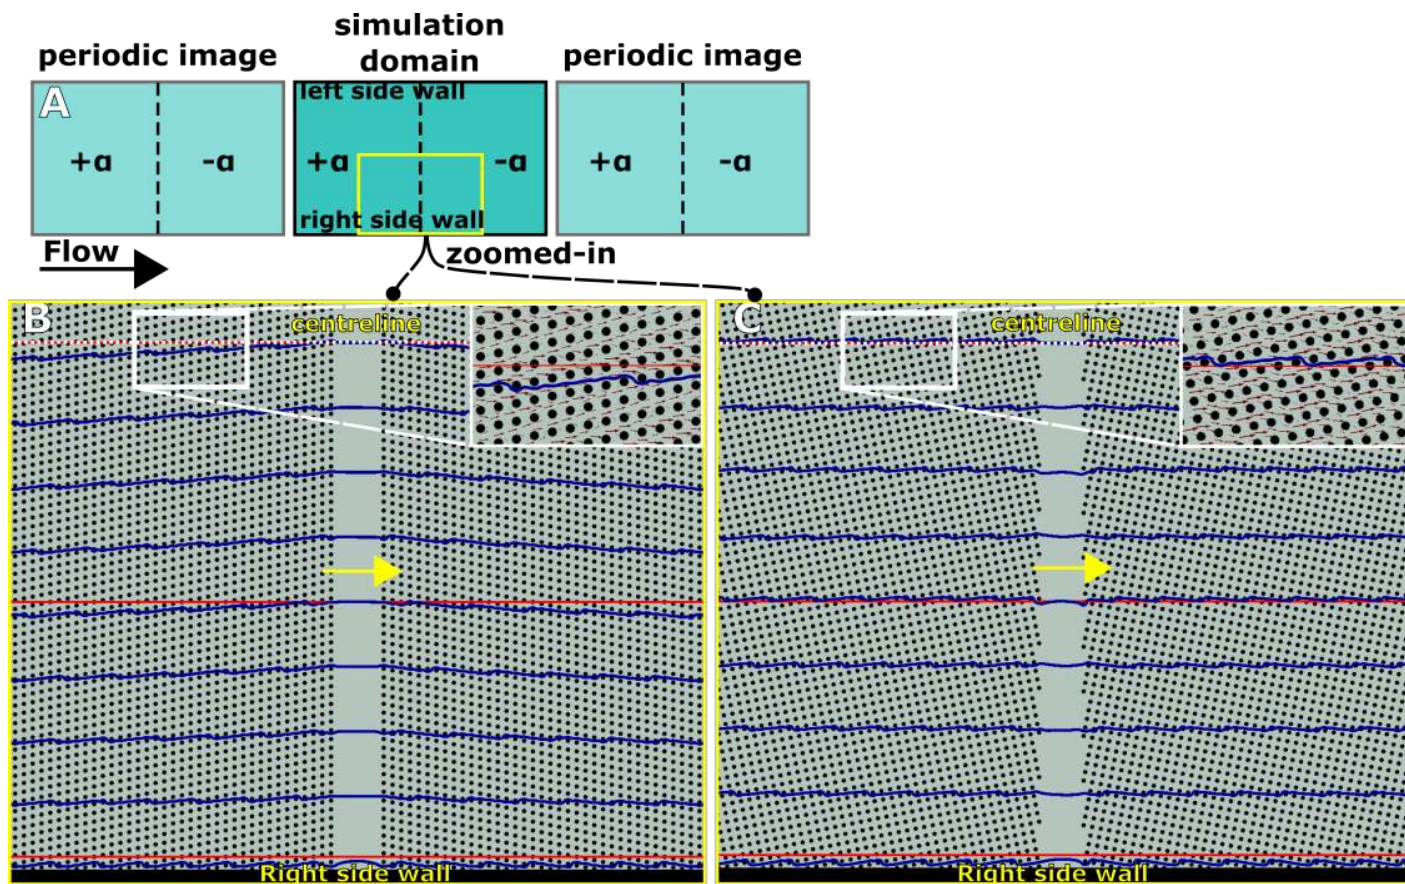 simulation
periodic image
domain
periodic image
A
left side wall
+α
-α
+α
-α
+α
-α
right side wall
Flow
zoomed-in
B
centreline
C
centreline
Right side wall
Right side wall